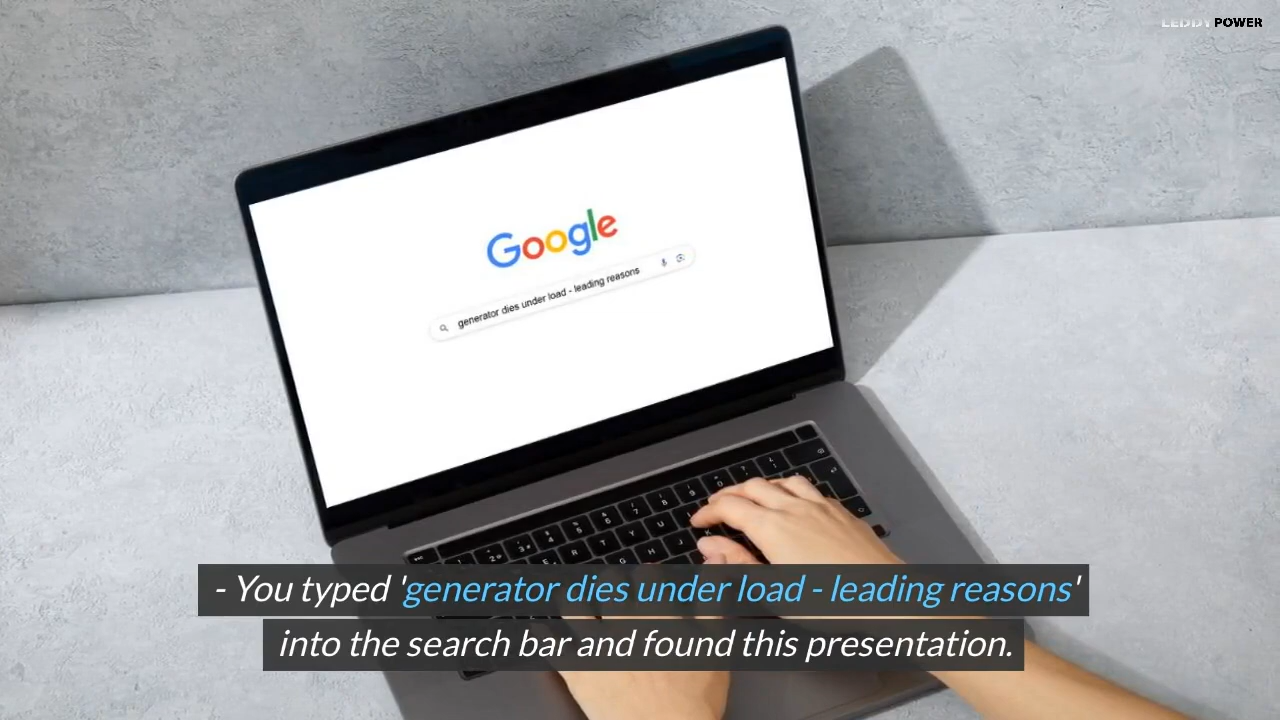 LEDDY POWER
Google
generator dies under load - leading reasons
- You typed 'generator dies under load - leading reasons'
into the search bar and found this presentation.